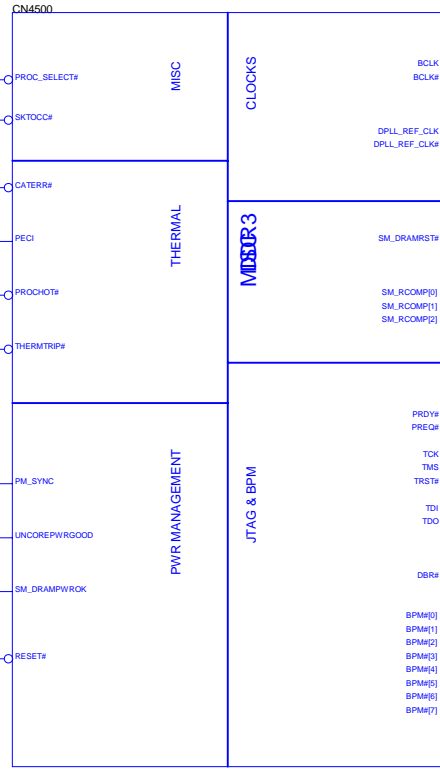 CN4500
MISC
PROC_SELECT#
SKTOCC#
THERMAL
CATERR#
PECI
PROCHOT#
THERMTRIP#
PWR MANAGEMENT
PM_SYNC
UNCOREPWRGOOD
SM_DRAMPWROK
RESET#
CLOCKS
BCLK
BCLK#
DPLL_REF_CLK
DPLL_REF_CLK#
SM_DRAMRST#
SM_RCOMP[0]
SM_RCOMP[1]
SM_RCOMP[2]
JTAG & BPM
PRDY#
PREQ#
TCK
TMS
TRST#
TDI
TDO
DBR#
BPM#[0]
BPM#[1]
BPM#[2]
BPM#[3]
BPM#[4]
BPM#[5]
BPM#[6]
BPM#[7]